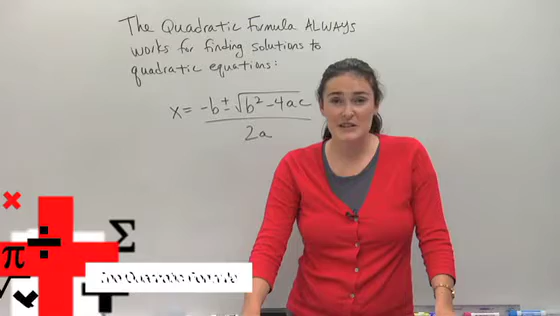 The Quadratic Formula ALWAYS
works for finding solutions to
quadratic equations:
x = -b ± √b² - 4ac
2a
π ÷ Σ